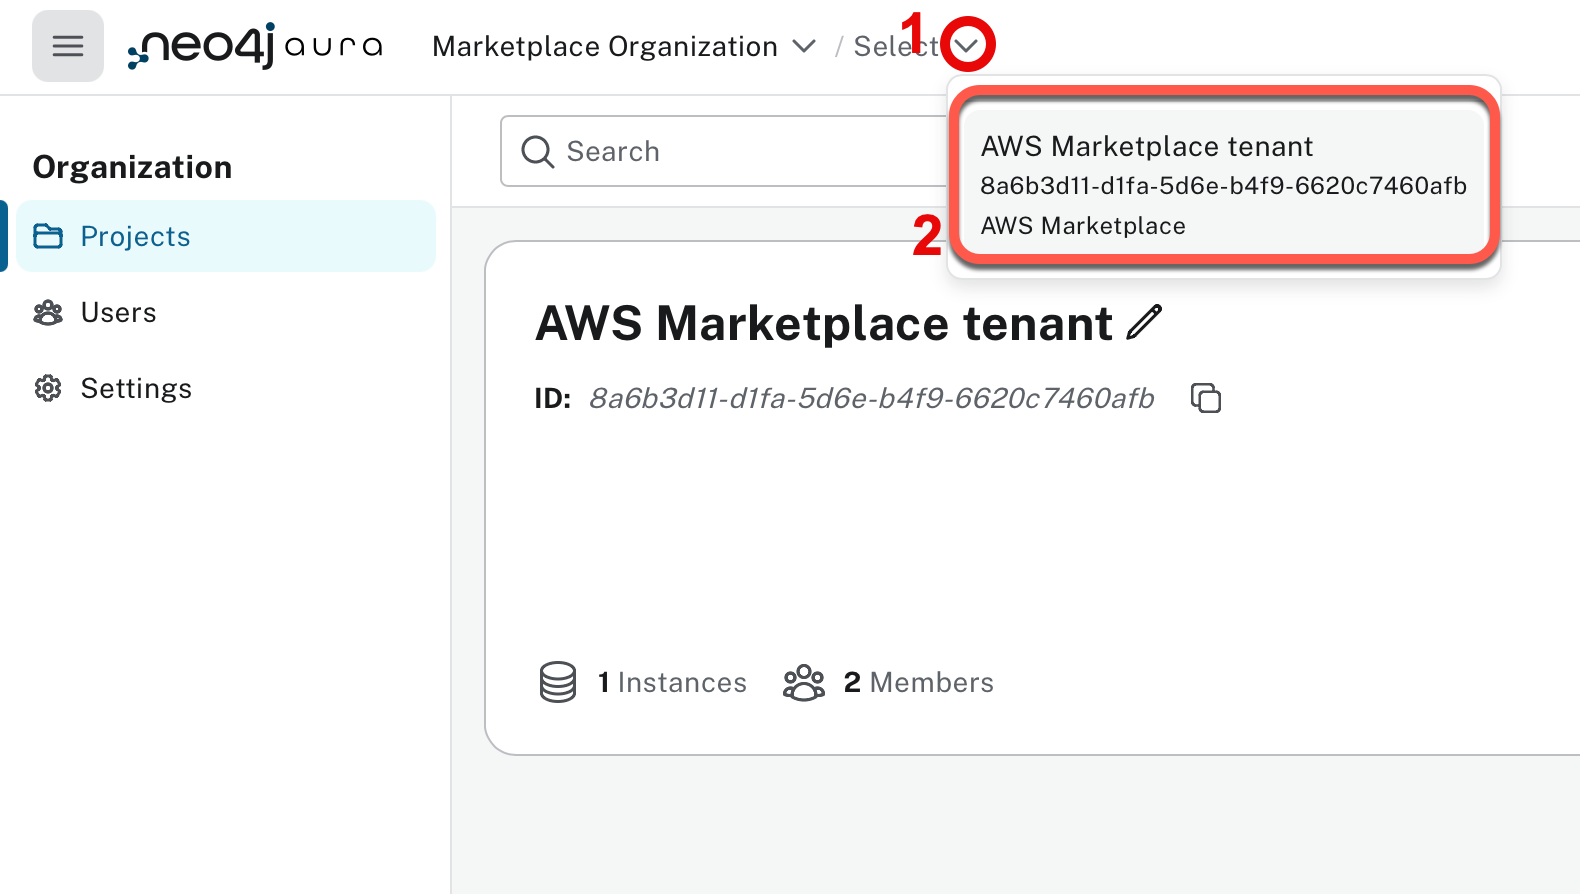 neo4j aura Marketplace Organization / Select 1
Organization
Projects
Users
Settings
Search
AWS Marketplace tenant
8a6b3d11-d1fa-5d6e-b4f9-6620c7460afb
AWS Marketplace
2
AWS Marketplace tenant
ID: 8a6b3d11-d1fa-5d6e-b4f9-6620c7460afb
1 Instances 2 Members